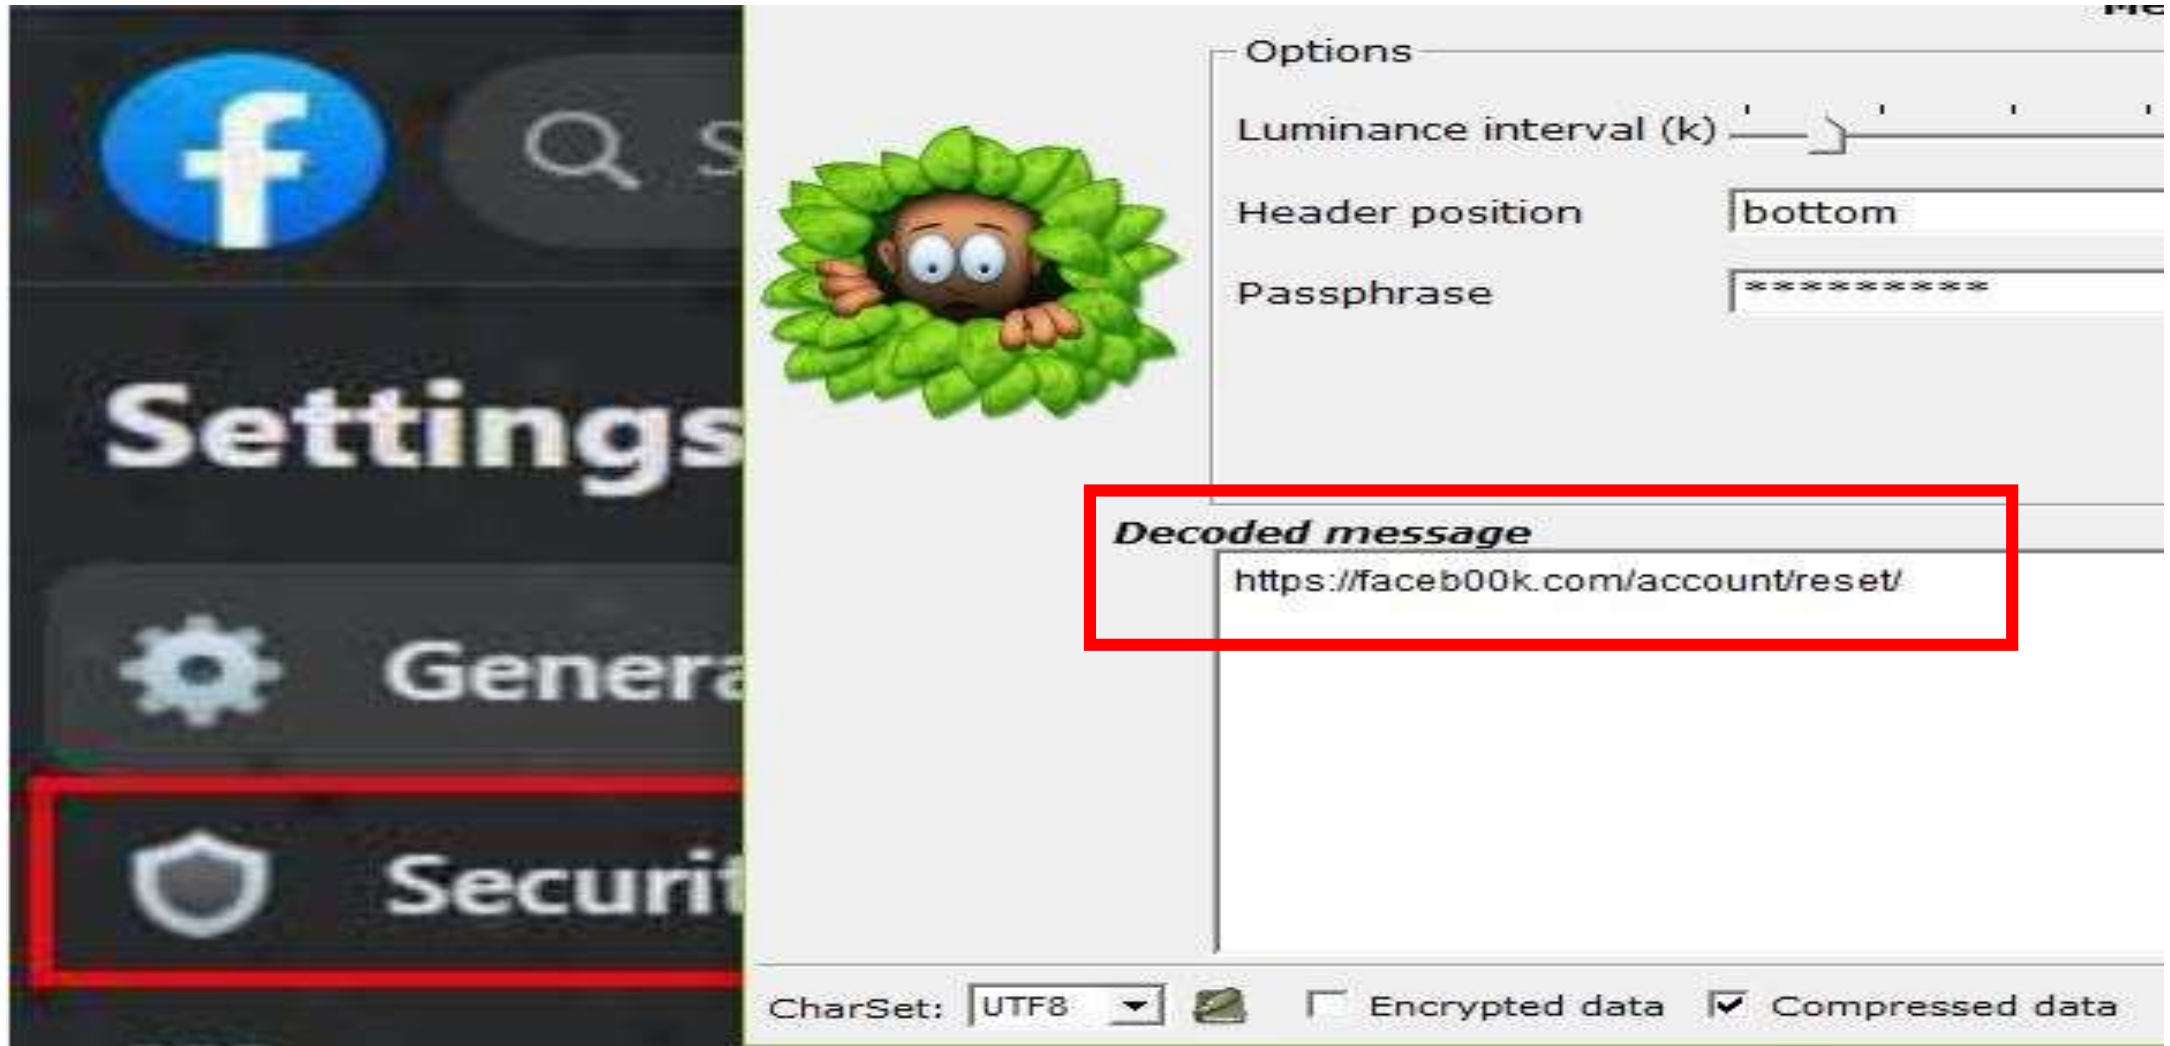 f
S
Settings
Genera
Securit
Options
Luminance interval (k)
Header position
bottom
Passphrase
*********
Decoded message
https://faceb00k.com/account/reset/
CharSet:
UTF8
Encrypted data
Compressed data